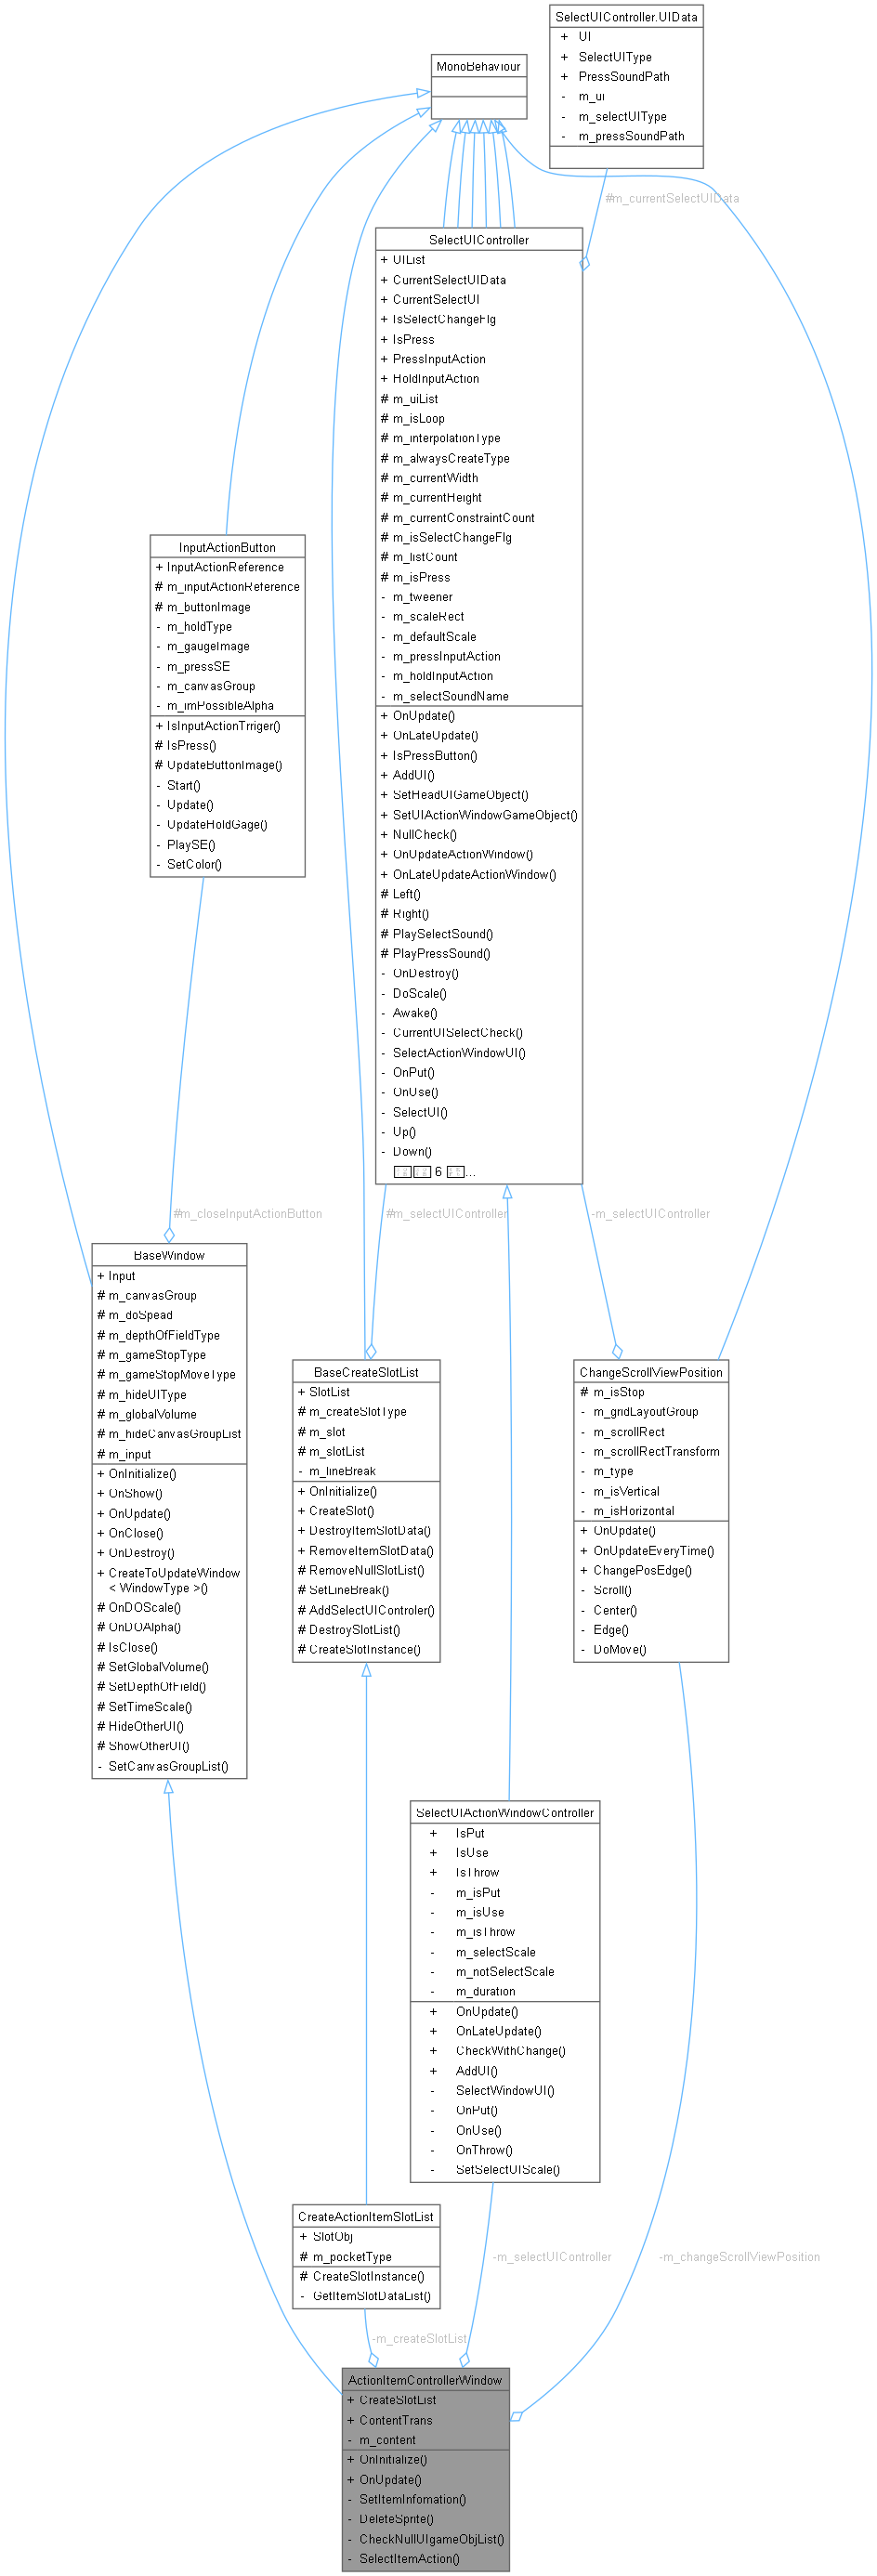 SelectUIController.UIData
+ UI
+ SelectUIType
+ PressSoundPath
- m_ui
- m_selectUIType
- m_pressSoundPath
MonoBehaviour
#m_currentSelectUIData
SelectUIController
+ UIList
+ CurrentSelectUIData
+ CurrentSelectUI
+ IsSelectChangeFlg
+ IsPress
+ PressInputAction
+ HoldInputAction
# m_uiList
# m_isLoop
# m_interpolationType
# m_alwaysCreateType
# m_currentWidth
# m_currentHeight
# m_currentConstraintCount
# m_isSelectChangeFlg
# m_listCount
# m_isPress
- m_tweener
- m_scaleRect
- m_defaultScale
- m_pressInputAction
- m_holdInputAction
- m_selectSoundName
+ OnUpdate()
+ OnLateUpdate()
+ IsPressButton()
+ AddUI()
+ SetHeadUIGameObject()
+ SetUIActionWindowGameObject()
+ NullCheck()
+ OnUpdateActionWindow()
+ OnLateUpdateActionWindow()
# Left()
# Right()
# PlaySelectSound()
# PlayPressSound()
- OnDestroy()
- DoScale()
- Awake()
- CurrentUISelectCheck()
- SelectActionWindowUI()
- OnPut()
- OnUse()
- SelectUI()
- Up()
- Down()
6 ...
InputActionButton
+ InputActionReference
# m_inputActionReference
# m_buttonImage
- m_holdType
- m_gaugeImage
- m_pressSE
- m_canvasGroup
- m_imPossibleAlpha
+ IsInputActionTrriger()
# IsPress()
# UpdateButtonImage()
- Start()
- Update()
- UpdateHoldGage()
- PlaySE()
- SetColor()
#m_closeInputActionButton
#m_selectUIController
-m_selectUIController
BaseWindow
+ Input
# m_canvasGroup
# m_doSpead
# m_depthOfFieldType
# m_gameStopType
# m_gameStopMoveType
# m_hideUIType
# m_globalVolume
# m_hideCanvasGroupList
# m_input
+ OnInitialize()
+ OnShow()
+ OnUpdate()
+ OnClose()
+ OnDestroy()
+ CreateToUpdateWindow
< WindowType >()
# OnDOScale()
# OnDOAlpha()
# IsClose()
# SetGlobalVolume()
# SetDepthOfField()
# SetTimeScale()
# HideOtherUI()
# ShowOtherUI()
- SetCanvasGroupList()
BaseCreateSlotList
+ SlotList
# m_createSlotType
# m_slot
# m_slotList
- m_lineBreak
+ OnInitialize()
+ CreateSlot()
+ DestroyItemSlotData()
+ RemoveItemSlotData()
# RemoveNullSlotList()
# SetLineBreak()
# AddSelectUIControler()
# DestroySlotList()
# CreateSlotInstance()
ChangeScrollViewPosition
# m_isStop
- m_gridLayoutGroup
- m_scrollRect
- m_scrollRectTransform
- m_type
- m_isVertical
- m_isHorizontal
+ OnUpdate()
+ OnUpdateEveryTime()
+ ChangePosEdge()
- Scroll()
- Center()
- Edge()
- DoMove()
SelectUIActionWindowController
+ IsPut
+ IsUse
+ IsThrow
- m_isPut
- m_isUse
- m_isThrow
- m_selectScale
- m_notSelectScale
- m_duration
+ OnUpdate()
+ OnLateUpdate()
+ CheckWithChange()
+ AddUI()
- SelectWindowUI()
- OnPut()
- OnUse()
- OnThrow()
- SetSelectUIScale()
CreateActionItemSlotList
+ SlotObj
# m_pocketType
# CreateSlotInstance()
- GetItemSlotDataList()
-m_selectUIController
-m_changeScrollViewPosition
-m_createSlotList
ActionItemControllerWindow
+ CreateSlotList
+ ContentTrans
- m_content
+ OnInitialize()
+ OnUpdate()
- SetItemInfomation()
- DeleteSprite()
- CheckNullUIgameObjList()
- SelectItemAction()